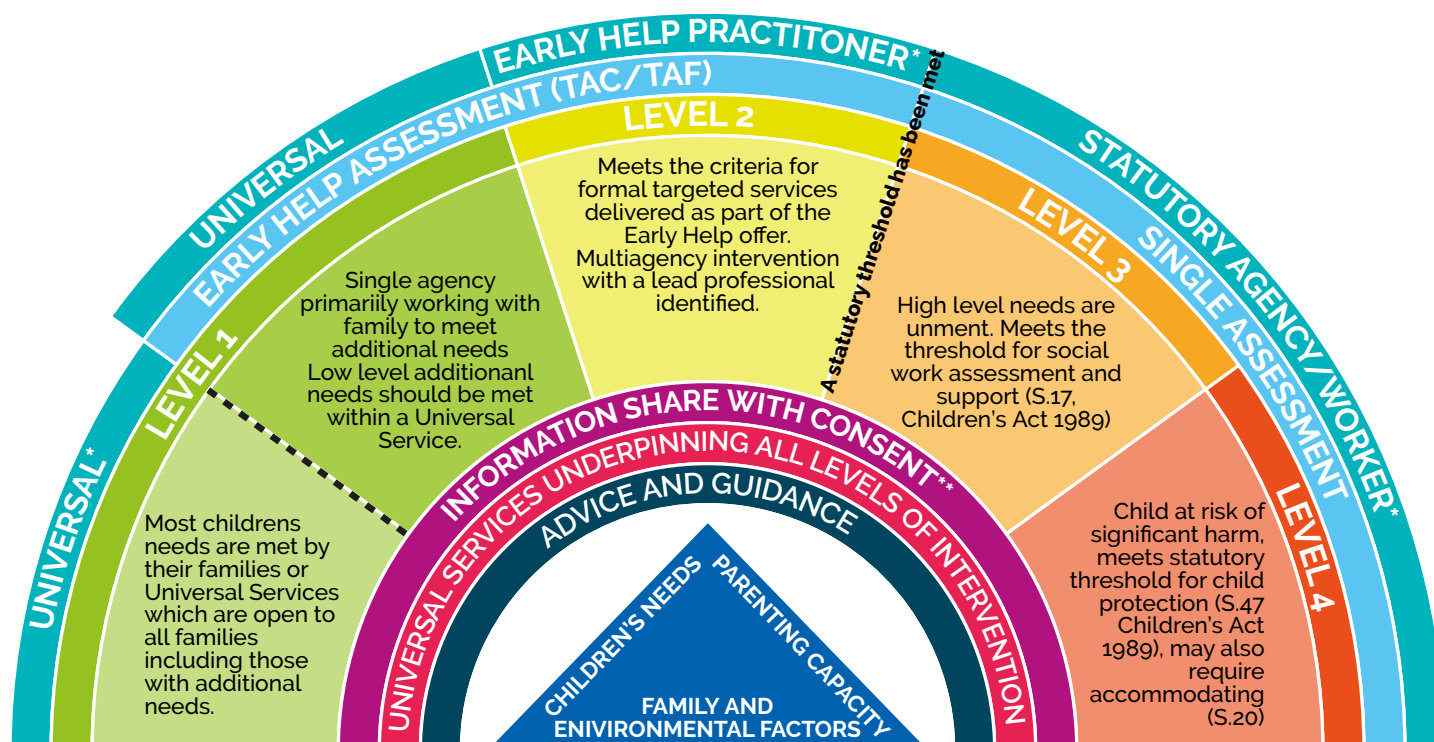 UNIVERSAL*
UNIVERSAL
EARLY HELP PRACTITONER*
STATUTORY AGENCY/WORKER*
EARLY HELP ASSESSMENT (TAC/TAF)
SINGLE ASSESSMENT
LEVEL 1
LEVEL 2
LEVEL 3
LEVEL 4
Most childrens
needs are met by
their families or
Universal Services
which are open to
all families
including those
with additional
needs.
Single agency
primariily working with
family to meet
additional needs
Low level additionanl
needs should be met
within a Universal
Service.
Meets the criteria for
formal targeted services
delivered as part of the
Early Help offer.
Multiagency intervention
with a lead professional
identified.
A statutory threshold has been met
High level needs are
unment. Meets the
threshold for social
work assessment and
support (S.17,
Children's Act 1989)
Child at risk of
significant harm,
meets statutory
threshold for child
protection (S.47
Children's Act
1989), may also
require
accommodating
(S.20)
INFORMATION SHARE WITH CONSENT**
UNIVERSAL SERVICES UNDERPINNING ALL LEVELS OF INTERVENTION
ADVICE AND GUIDANCE
CHILDREN'S NEEDS
PARENTING CAPACITY
FAMILY AND
ENIVIRONMENTAL FACTORS